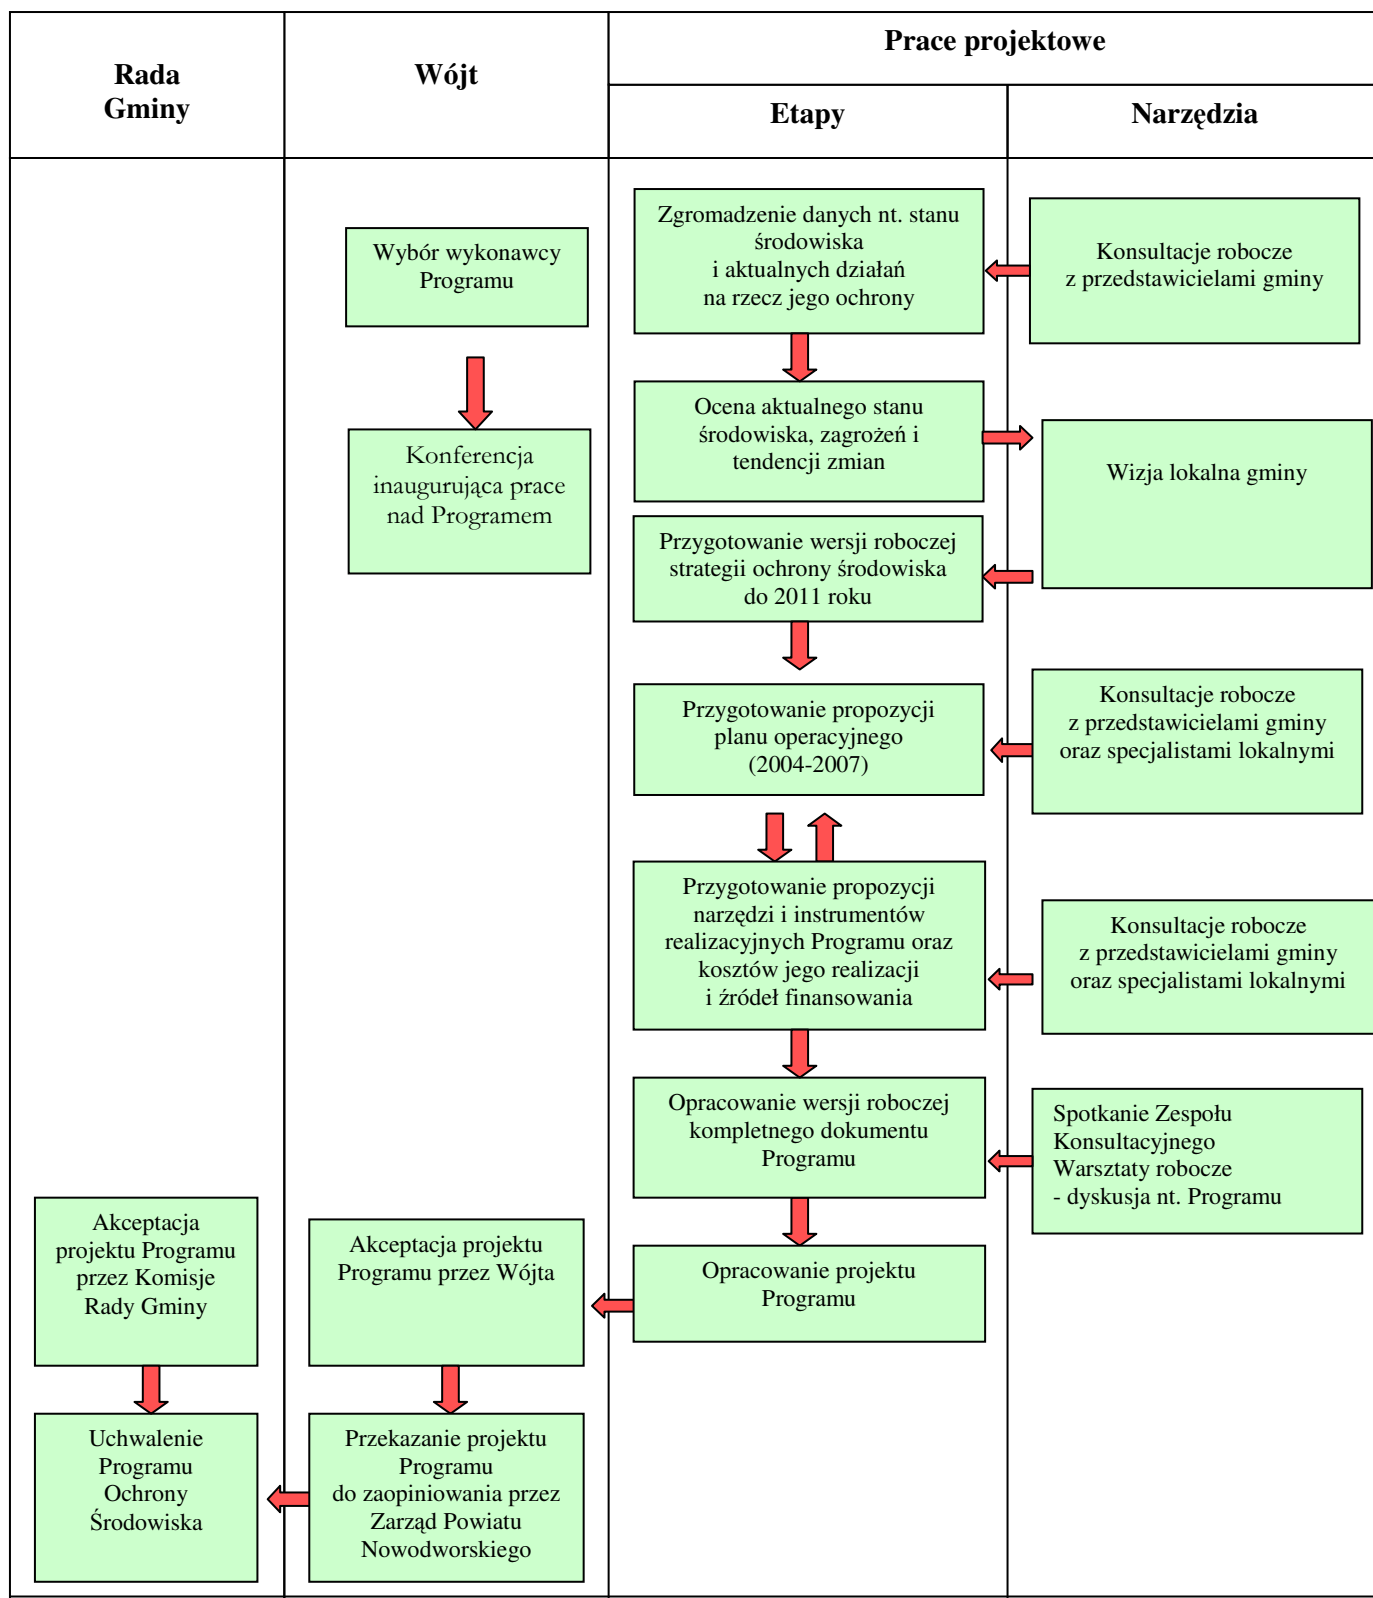 Rada
Gminy
Wójt
Prace projektowe
Etapy
Narzędzia
Wybór wykonawcy
Programu
Konferencja
inaugurująca prace
nad Programem
Zgromadzenie danych nt. stanu
środowiska
i aktualnych działań
na rzecz jego ochrony
Konsultacje robocze
z przedstawicielami gminy
Ocena aktualnego stanu
środowiska, zagrożeń i
tendencji zmian
Wizja lokalna gminy
Przygotowanie wersji roboczej
strategii ochrony środowiska
do 2011 roku
Przygotowanie propozycji
planu operacyjnego
(2004-2007)
Konsultacje robocze
z przedstawicielami gminy
oraz specjalistami lokalnymi
Przygotowanie propozycji
narzędzi i instrumentów
realizacyjnych Programu oraz
kosztów jego realizacji
i źródeł finansowania
Konsultacje robocze
z przedstawicielami gminy
oraz specjalistami lokalnymi
Opracowanie wersji roboczej
kompletnego dokumentu
Programu
Spotkanie Zespołu
Konsultacyjnego
Warsztaty robocze
- dyskusja nt. Programu
Akceptacja
projektu Programu
przez Komisje
Rady Gminy
Akceptacja projektu
Programu przez Wójta
Opracowanie projektu
Programu
Uchwalenie
Programu
Ochrony
Środowiska
Przekazanie projektu
Programu
do zaopiniowania przez
Zarząd Powiatu
Nowodworskiego